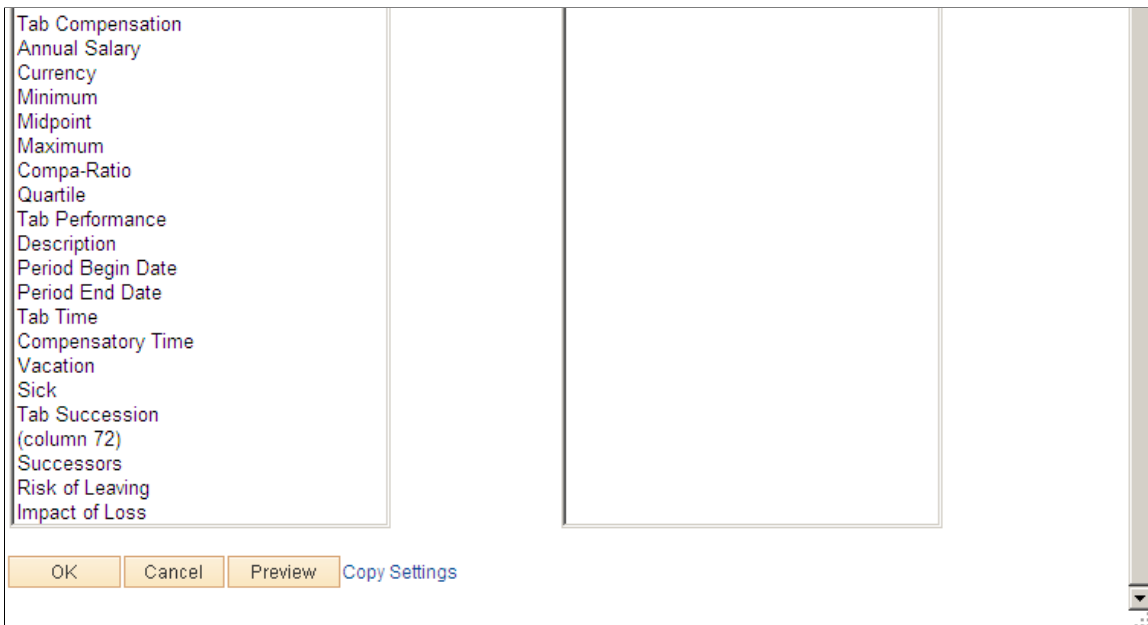 Tab Compensation
Annual Salary
Currency
Minimum
Midpoint
Maximum
Compa-Ratio
Quartile
Tab Performance
Description
Period Begin Date
Period End Date
Tab Time
Compensatory Time
Vacation
Sick
Tab Succession
(column 72)
Successors
Risk of Leaving
Impact of Loss
OK Cancel Preview Copy Settings